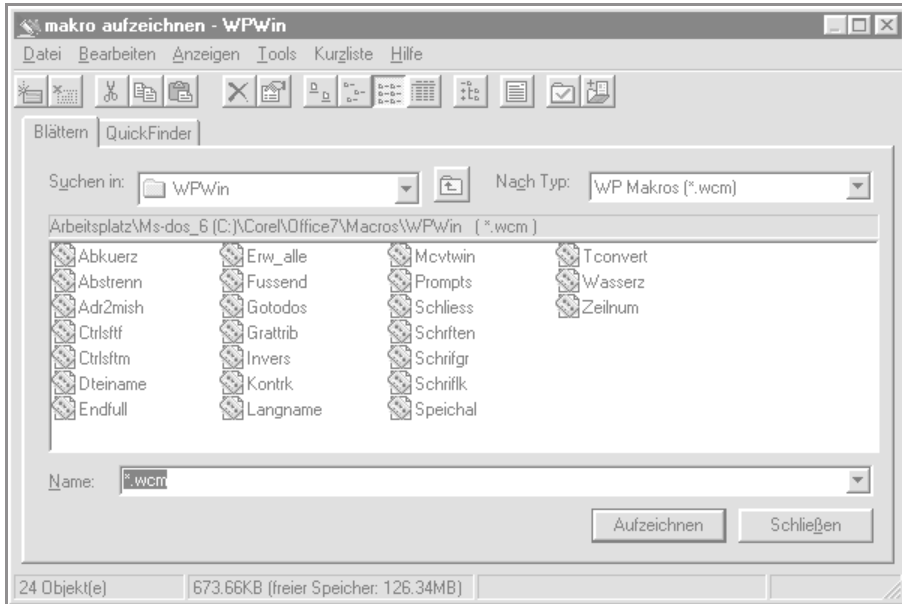 makro aufzeichnen - WPWin
Datei Bearbeiten Anzeigen Tools Kurzliste Hilfe
Blättern QuickFinder
Suchen in: WPWin Nach Typ: WP Makros (*.wcm)
Arbeitsplatz\Ms-dos_6 (C:)\Corel\Office7\Macros\WPWin ( *.wcm )
Abkuerz Erw_alle Mcvtwin Tconvert
Abstrenn Fussend Prompts Wasserz
Adr2mish Gotodos Schliess Zeilnum
Ctrlsftf Grattrib Schrften
Ctrlsftm Invers Schrifgr
Dteiname Kontrk Schriflk
Endfull Langname Speichal
Name: *.wcm
Aufzeichnen Schließen
24 Objekt(e) 673.66KB (freier Speicher: 126.34MB)